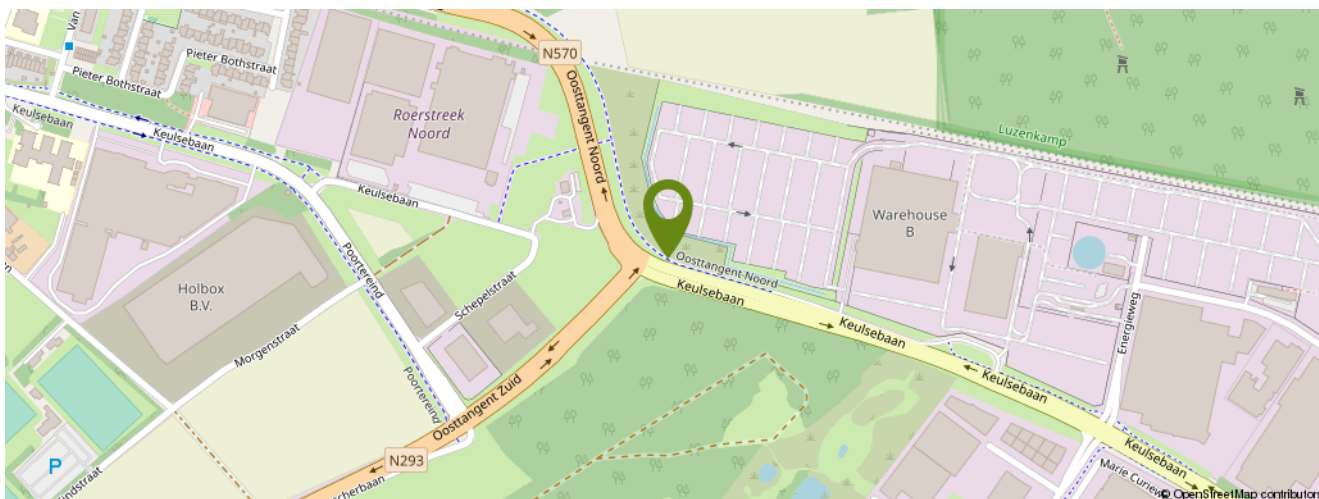 Van
N570
Pieter Bothstraat
Pieter Bothstraat
Keulsebaan
Keulsebaan
Roerstreek
Noord
Oosttangent Noord
Luzenkamp
Keulsebaan
Warehouse
B
Oosttangent Noord
Keulsebaan
Keulsebaan
Keulsebaan
Keulsebaan
Energieweg
Holbox
B.V.
Poortereind
Poortereind
Schepelstraat
Morgenstraat
Oosttangent Zuid
N293
P
Marie Curiew
© OpenStreetMap contributors